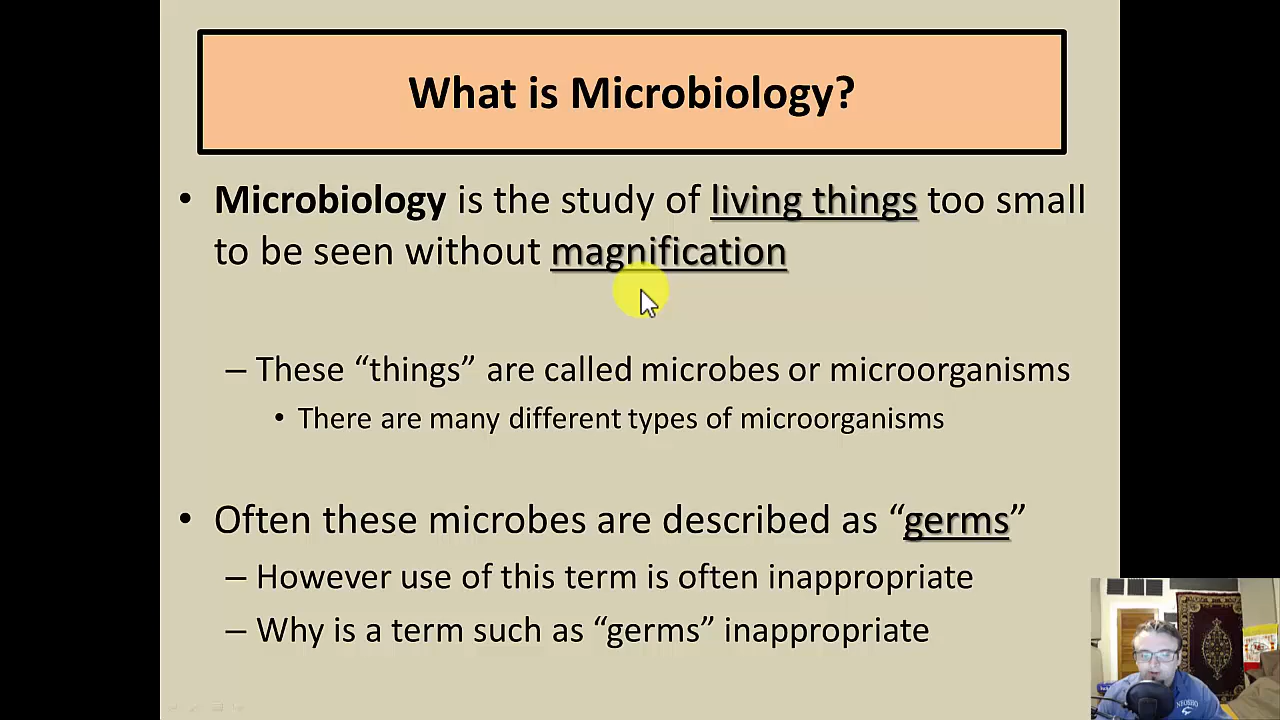 What is Microbiology?
• Microbiology is the study of living things too small
to be seen without magnification
– These “things” are called microbes or microorganisms
• There are many different types of microorganisms
• Often these microbes are described as “germs”
– However use of this term is often inappropriate
– Why is a term such as “germs” inappropriate